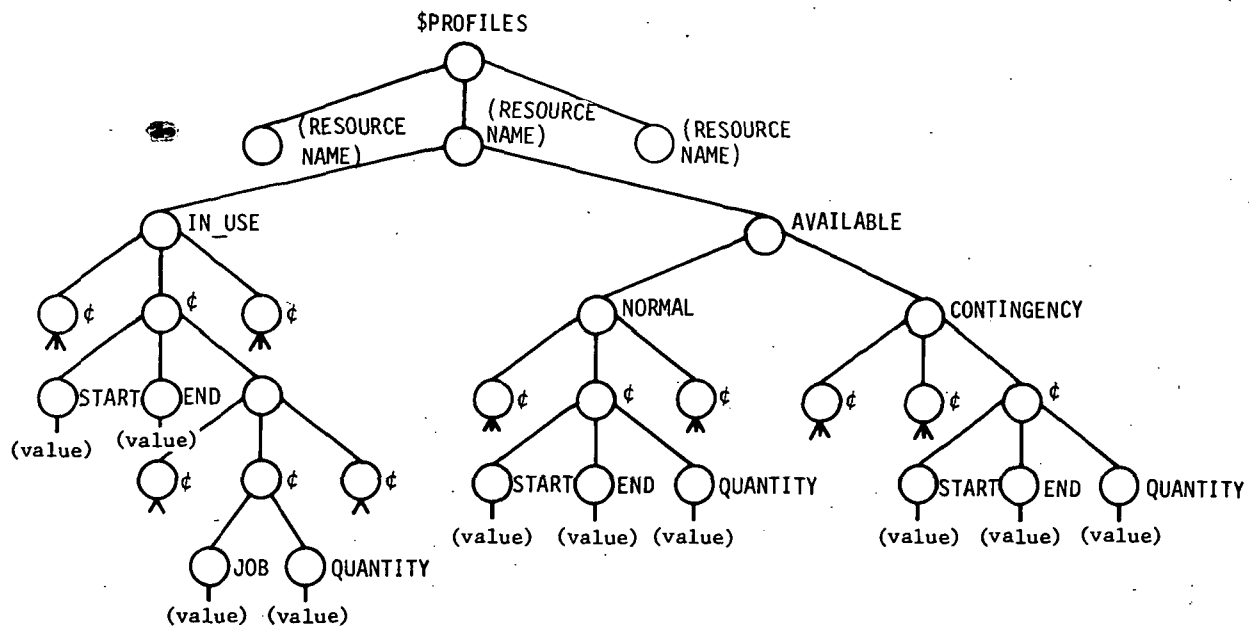 $PROFILES
(RESOURCE
NAME)
(RESOURCE
NAME)
(RESOURCE
NAME)
IN_USE
AVAILABLE
¢ ¢ ¢
NORMAL
CONTINGENCY
START END
¢ ¢ ¢
¢ ¢ ¢
(value) (value)
¢ ¢ ¢
START END QUANTITY
START END QUANTITY
(value) (value) (value)
(value) (value) (value)
JOB QUANTITY
(value) (value)